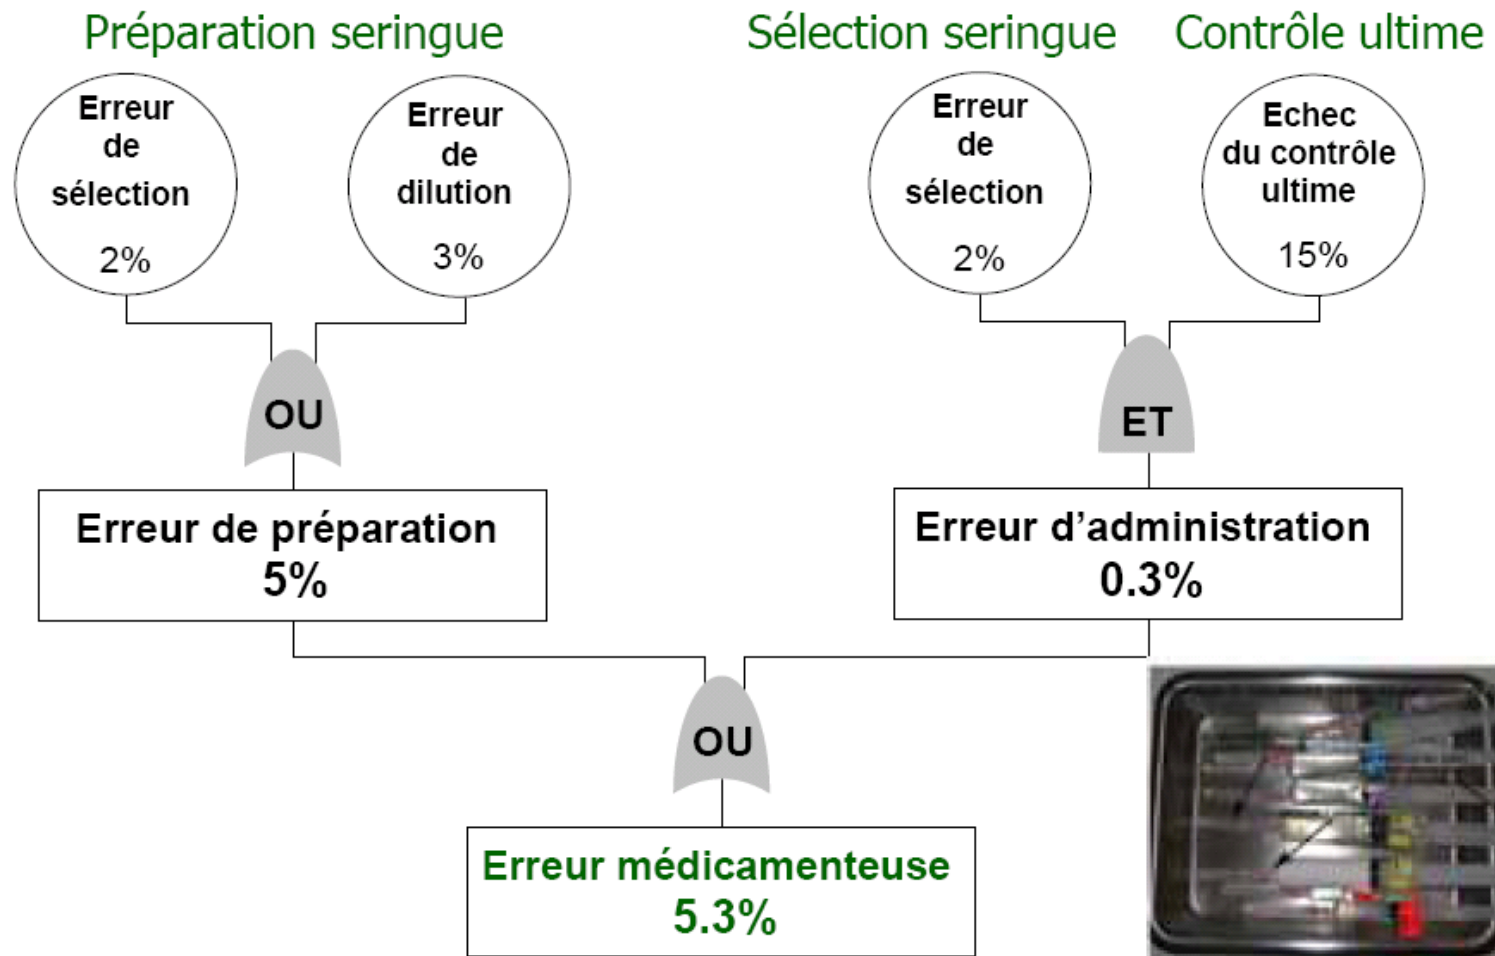 Préparation seringue
Sélection seringue
Contrôle ultime
Erreur
de
sélection
2%
Erreur
de
dilution
3%
Erreur
de
sélection
2%
Echec
du contrôle
ultime
15%
OU
ET
Erreur de préparation
5%
Erreur d’administration
0.3%
OU
Erreur médicamenteuse
5.3%